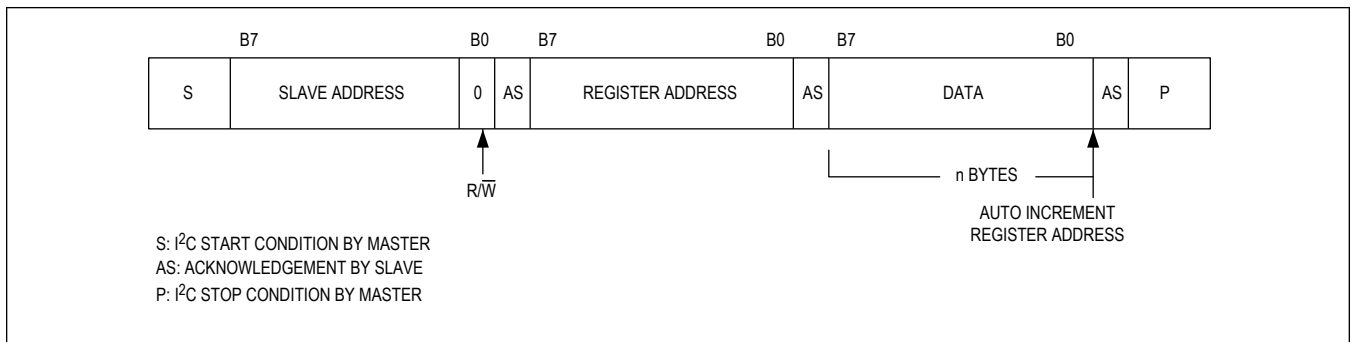 B7 B0 B7 B0 B7 B0
S SLAVE ADDRESS 0 AS REGISTER ADDRESS AS DATA AS P
R/W̅
n BYTES
AUTO INCREMENT
REGISTER ADDRESS
S: I²C START CONDITION BY MASTER
AS: ACKNOWLEDGEMENT BY SLAVE
P: I²C STOP CONDITION BY MASTER